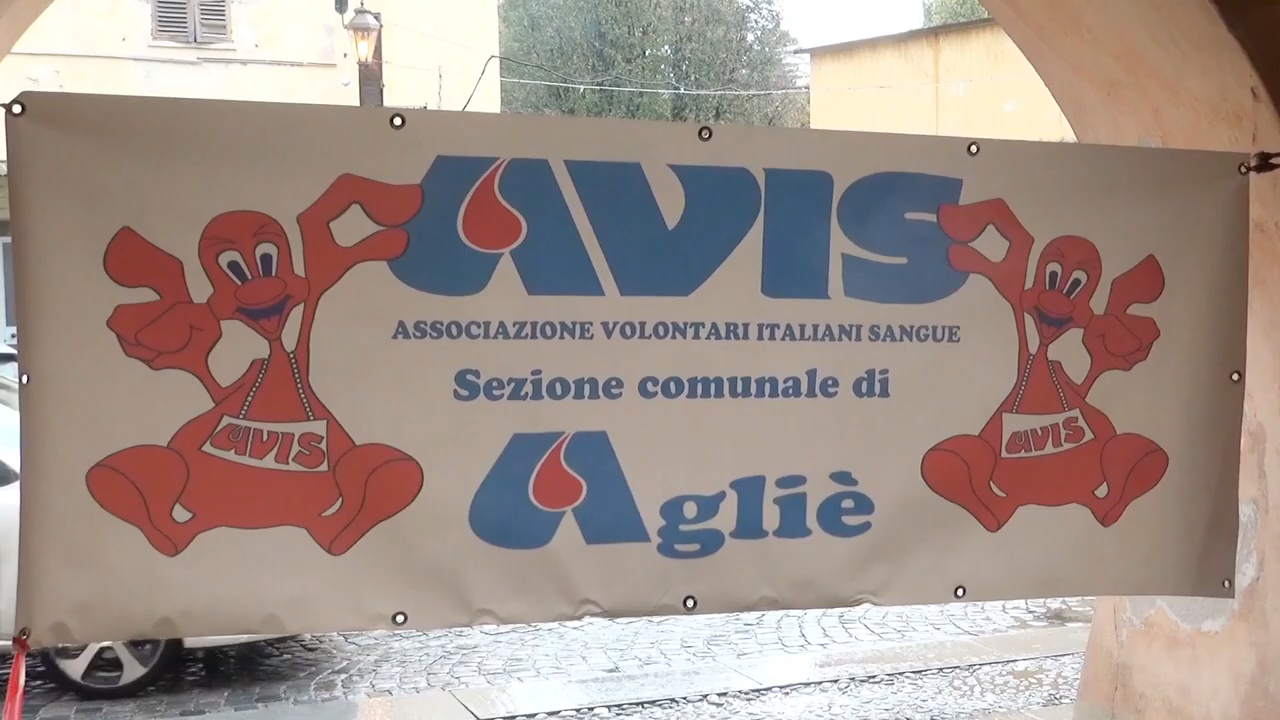 AVIS
ASSOCIAZIONE VOLONTARI ITALIANI SANGUE
Sezione comunale di
Agliè
AVIS
AVIS